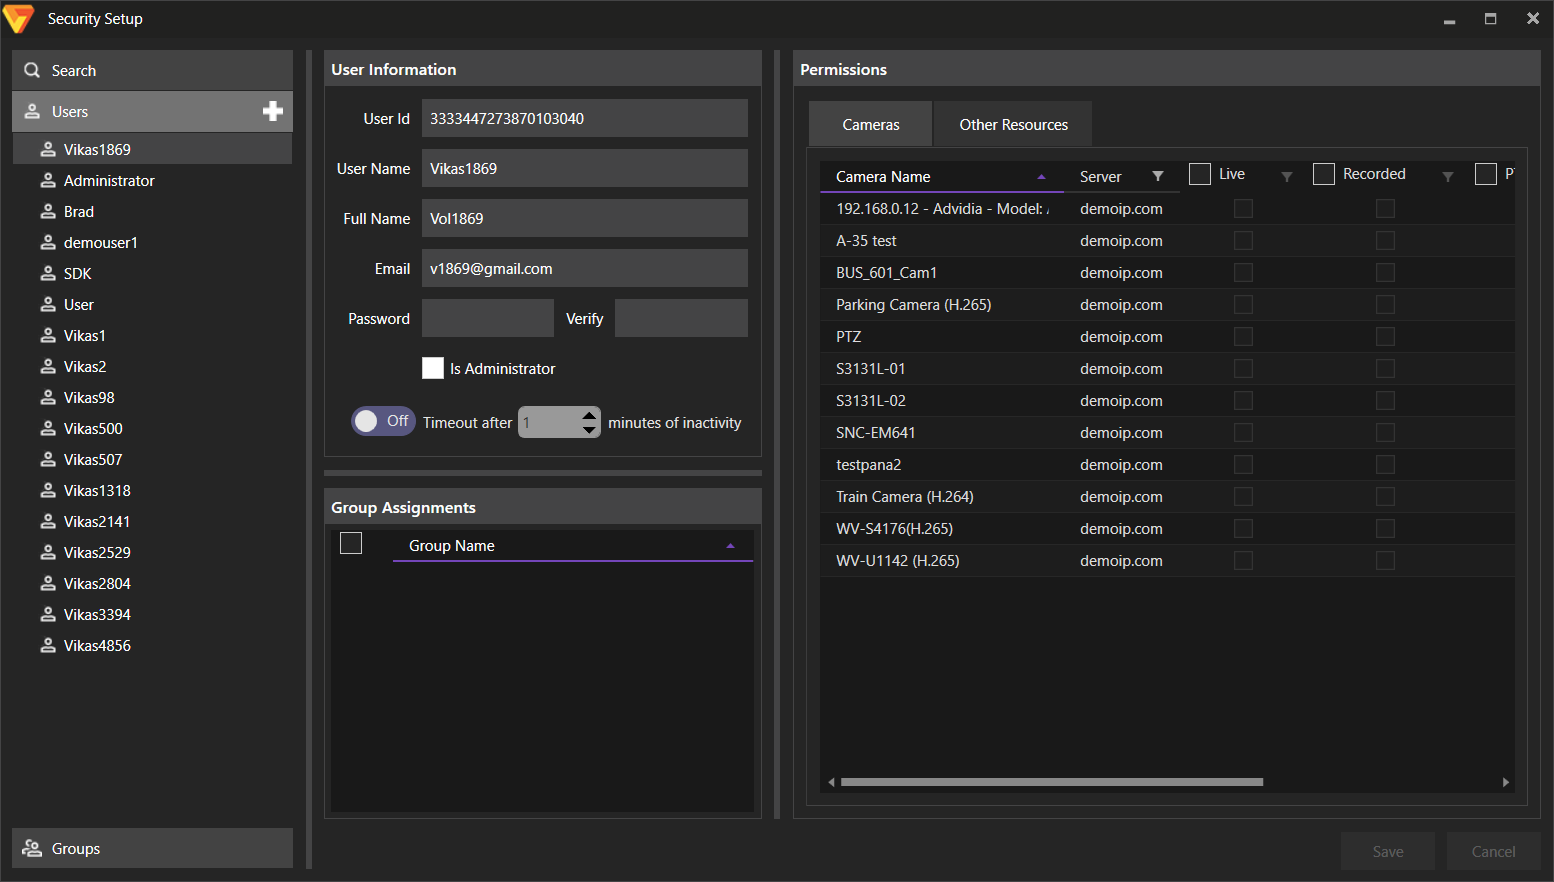 Security Setup
Search
Users
Vikas1869
Administrator
Brad
demouser1
SDK
User
Vikas1
Vikas2
Vikas98
Vikas500
Vikas507
Vikas1318
Vikas2141
Vikas2529
Vikas2804
Vikas3394
Vikas4856
Groups
User Information
User Id 3333447273870103040
User Name Vikas1869
Full Name Vol1869
Email v1869@gmail.com
Password Verify
Is Administrator
Off Timeout after 1 minutes of inactivity
Group Assignments
Group Name
Permissions
Cameras Other Resources
Camera Name Server Live Recorded
192.168.0.12 - Advidia - Model: demoip.com
A-35 test demoip.com
BUS_601_Cam1 demoip.com
Parking Camera (H.265) demoip.com
PTZ demoip.com
S3131L-01 demoip.com
S3131L-02 demoip.com
SNC-EM641 demoip.com
testpana2 demoip.com
Train Camera (H.264) demoip.com
WV-S4176(H.265) demoip.com
WV-U1142 (H.265) demoip.com
Save Cancel